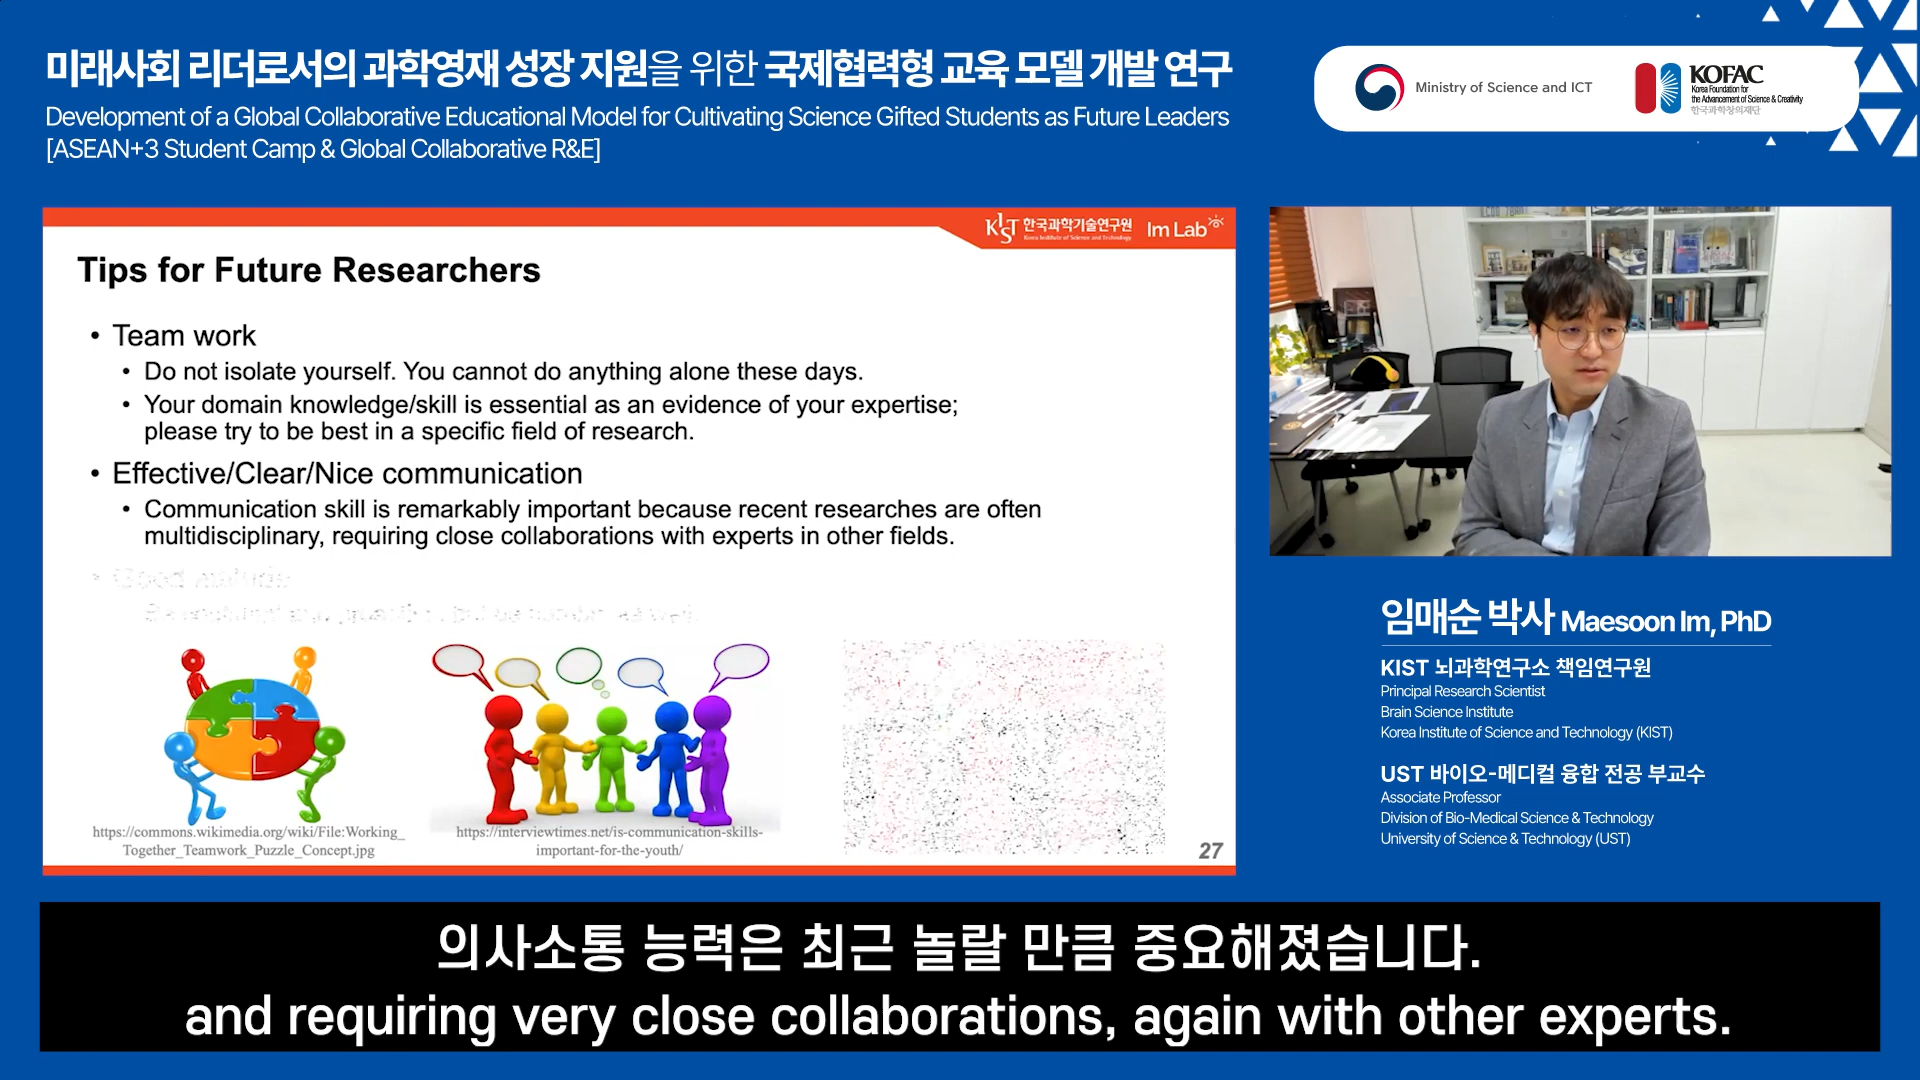 미래사회 리더로서의 과학영재 성장 지원을 위한 국제협력형 교육 모델 개발 연구
Development of a Global Collaborative Educational Model for Cultivating Science Gifted Students as Future Leaders
[ASEAN+3 Student Camp & Global Collaborative R&E]
Ministry of Science and ICT
KOFAC
Korea Foundation for
the Advancement of Science & Creativity
한국과학창의재단
KIST 한국과학기술연구원
Korea Institute of Science and Technology
Im Lab
Tips for Future Researchers
• Team work
• Do not isolate yourself. You cannot do anything alone these days.
• Your domain knowledge/skill is essential as an evidence of your expertise;
please try to be best in a specific field of research.
• Effective/Clear/Nice communication
• Communication skill is remarkably important because recent researches are often
multidisciplinary, requiring close collaborations with experts in other fields.
https://commons.wikimedia.org/wiki/File:Working_
Together_Teamwork_Puzzle_Concept.jpg
https://interviewtimes.net/is-communication-skills-
important-for-the-youth/
27
임매순 박사 Maesoon Im, PhD
KIST 뇌과학연구소 책임연구원
Principal Research Scientist
Brain Science Institute
Korea Institute of Science and Technology (KIST)
UST 바이오-메디컬 융합 전공 부교수
Associate Professor
Division of Bio-Medical Science & Technology
University of Science & Technology (UST)
의사소통 능력은 최근 놀랄 만큼 중요해졌습니다.
and requiring very close collaborations, again with other experts.